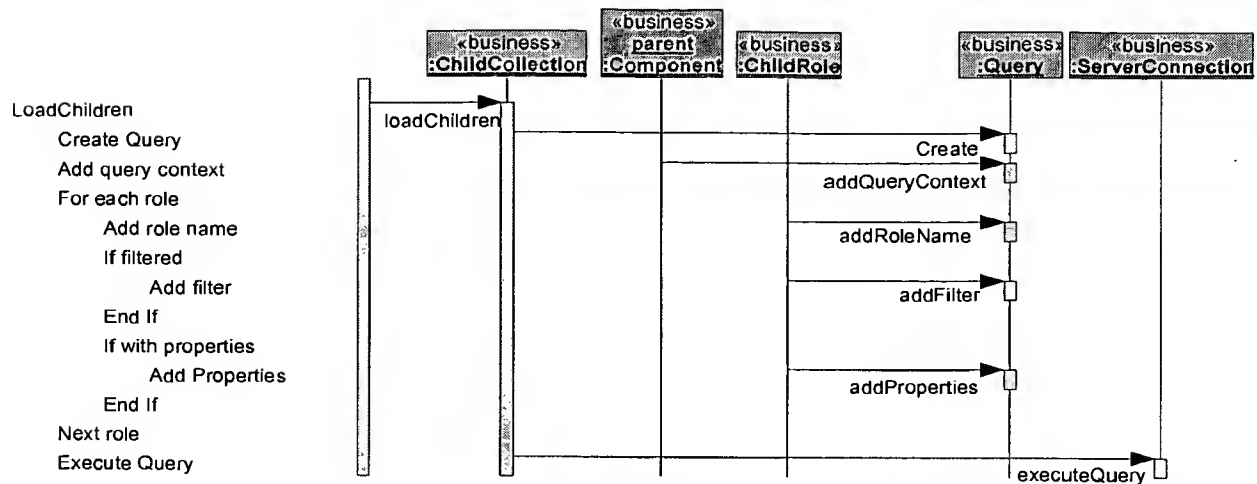 «business»
:ChildCollection
«business»
parent
:Component
«business»
:ChildRole
«business»
:Query
«business»
:ServerConnection
LoadChildren
Create Query
Add query context
For each role
Add role name
If filtered
Add filter
End If
If with properties
Add Properties
End If
Next role
Execute Query
loadChildren
Create
addQueryContext
addRoleName
addFilter
addProperties
executeQuery